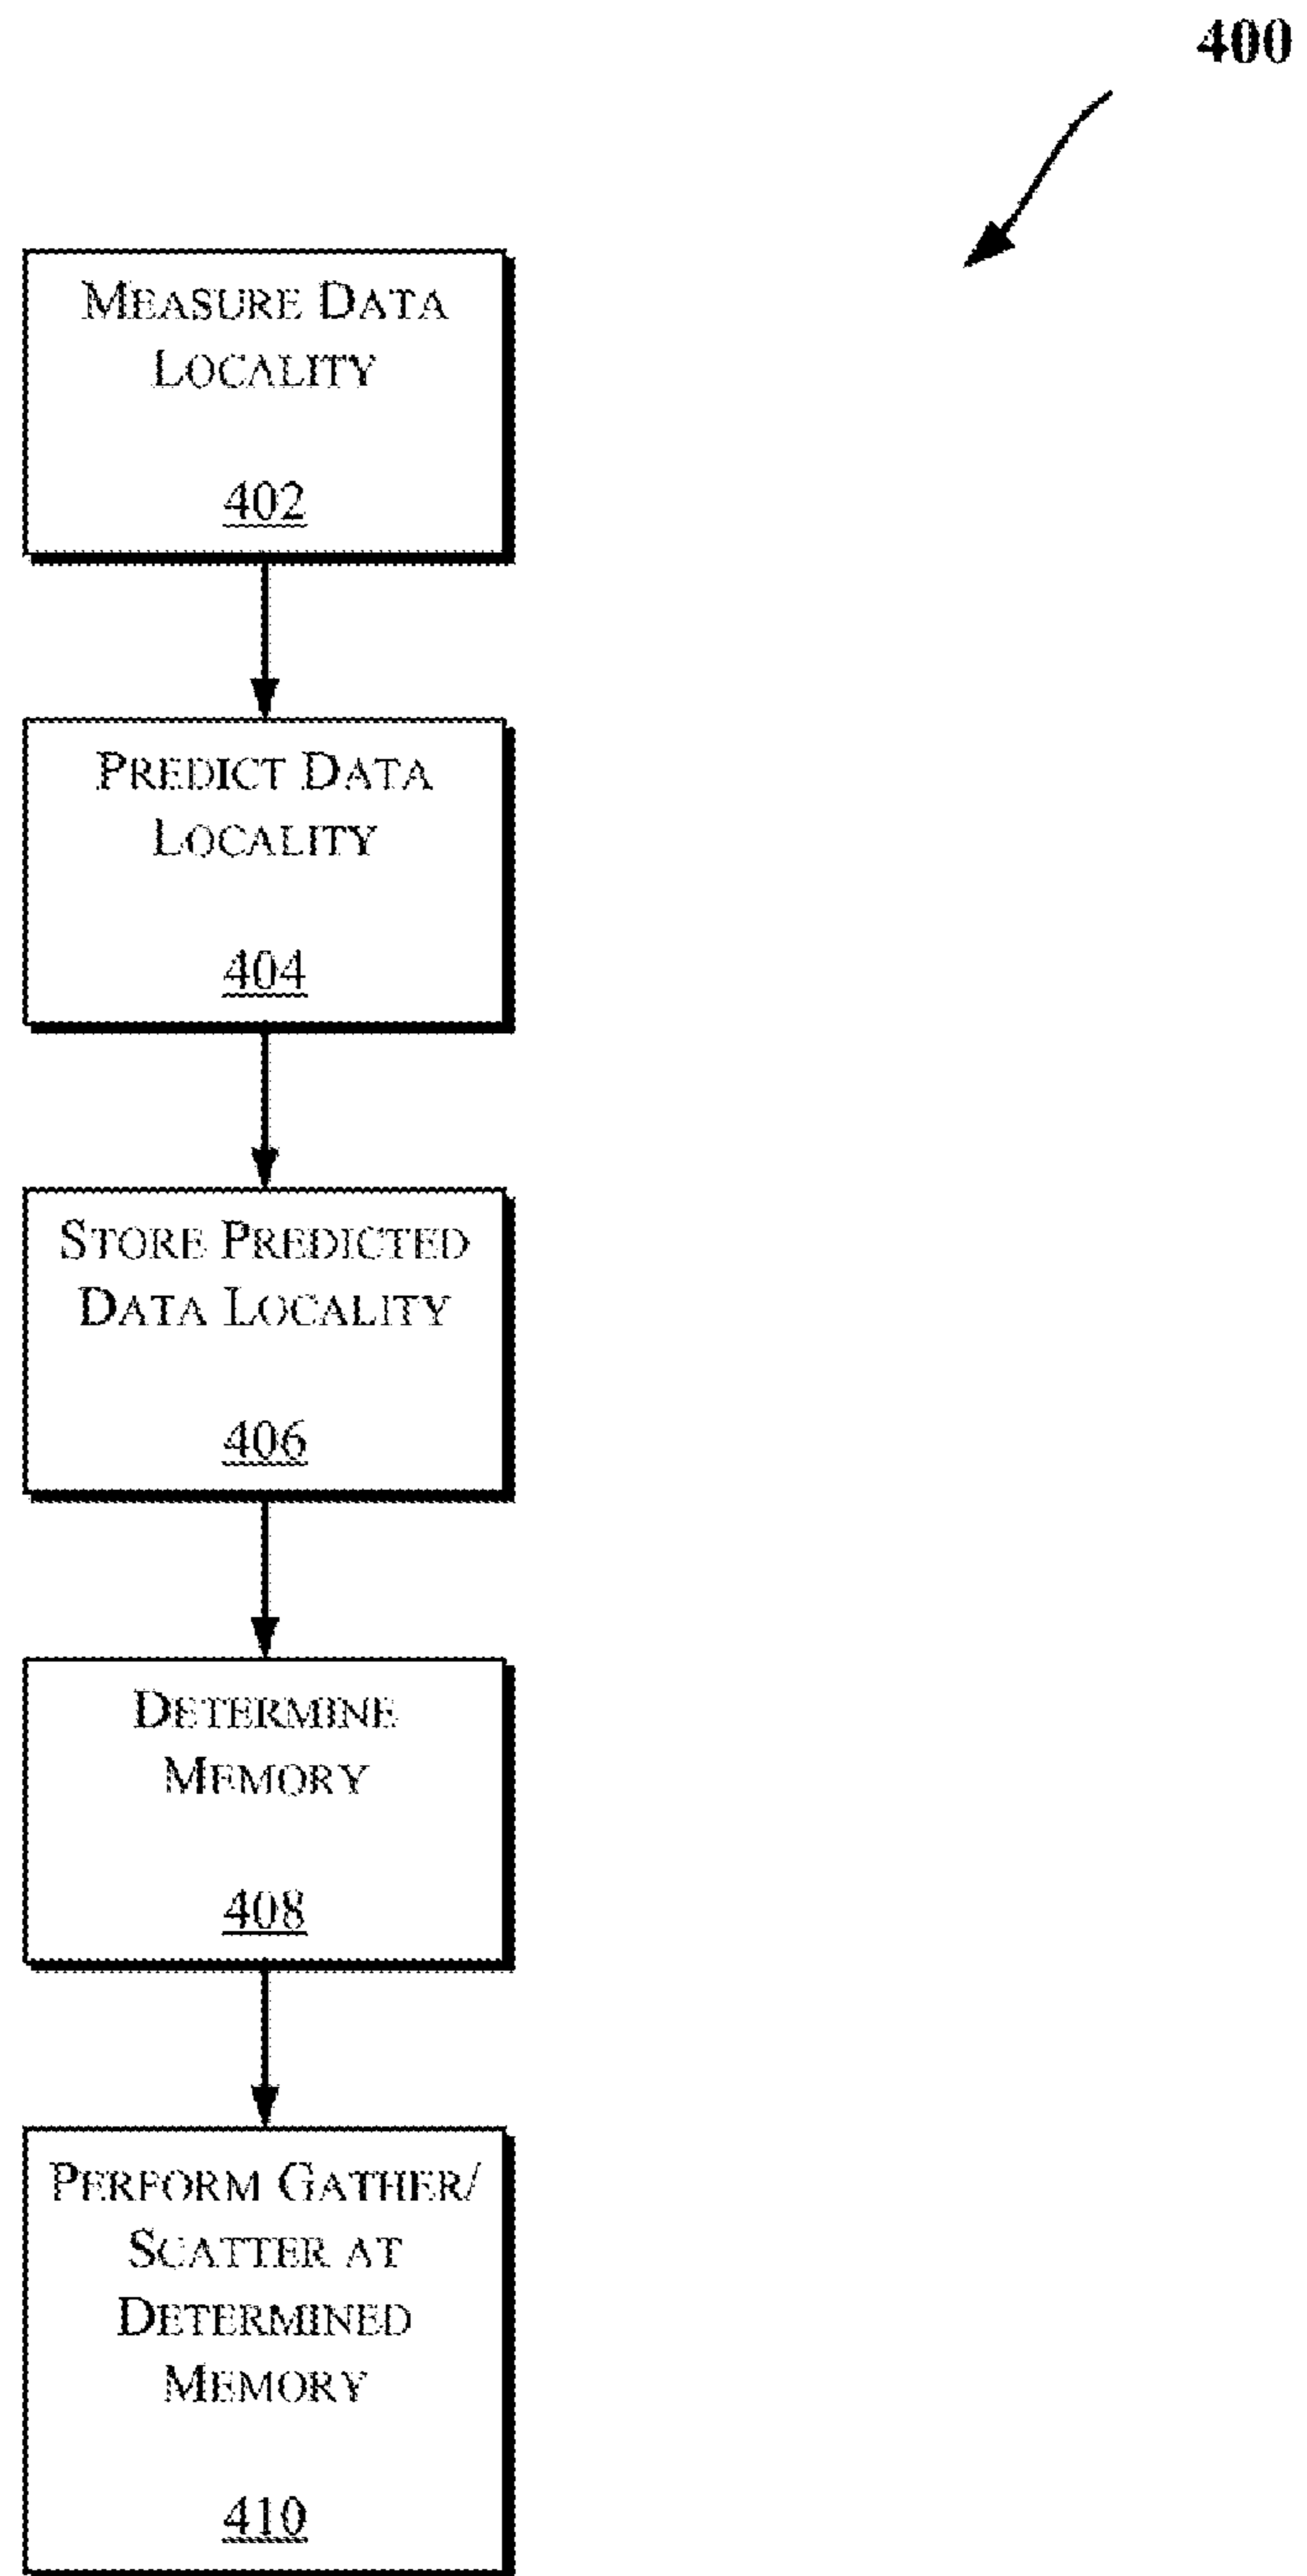 400
MEASURE DATA
LOCALITY
402
PREDICT DATA
LOCALITY
404
STORE PREDICTED
DATA LOCALITY
406
DETERMINE
MEMORY
408
PERFORM GATHER/
SCATTER AT
DETERMINED
MEMORY
410